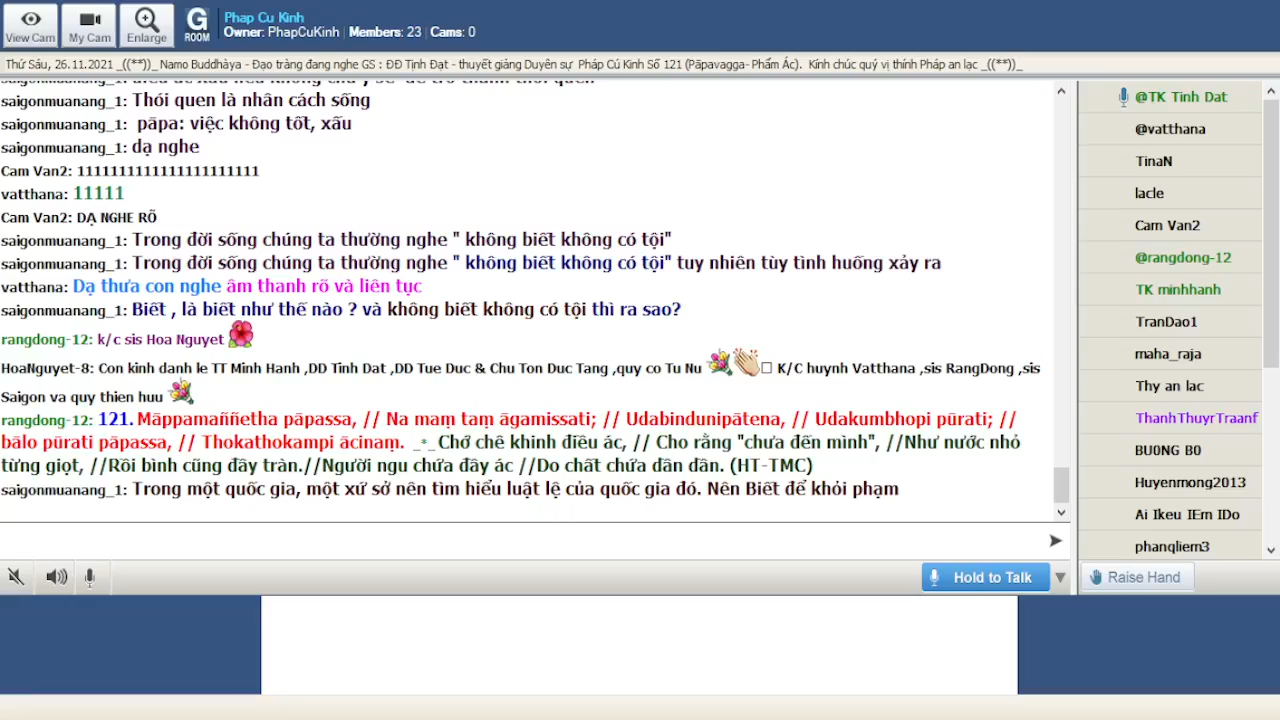 Phap Cu Kinh
Owner: PhapCuKinh | Members: 23 | Cams: 0
View Cam
My Cam
Enlarge
G
ROOM
Thứ Sáu, 26.11.2021 _((**))_ Namo Buddhàya - Đạo tràng đang nghe GS : ĐĐ Tịnh Đạt - thuyết giảng Duyên sự Pháp Cú Kinh Số 121 (Pāpavagga- Phẩm Ác). Kính chúc quý vị thính Pháp an lạc _((**))_
saigonmuanang_1: Thói quen là nhân cách sống
saigonmuanang_1: pāpa: việc không tốt, xấu
saigonmuanang_1: dạ nghe
Cam Van2: 1111111111111111111111
vatthana: 11111
Cam Van2: DẠ NGHE RÕ
saigonmuanang_1: Trong đời sống chúng ta thường nghe " không biết không có tội"
saigonmuanang_1: Trong đời sống chúng ta thường nghe " không biết không có tội" tuy nhiên tùy tình huống xảy ra
vatthana: Dạ thưa con nghe âm thanh rõ và liên tục
saigonmuanang_1: Biết , là biết như thế nào ? và không biết không có tội thì ra sao?
rangdong-12: k/c sis Hoa Nguyet
HoaNguyet-8: Con kinh danh le TT Minh Hanh ,DD Tinh Dat ,DD Tue Duc & Chu Ton Duc Tang ,quy co Tu Nu K/C huynh Vatthana ,sis RangDong ,sis
Saigon va quy thien huu
rangdong-12: 121. Māppamaññetha pāpassa, // Na maṃ taṃ āgamissati; // Udabindunipātena, // Udakumbhopi pūrati; //
bālo pūrati pāpassa, // Thokathokampi ācinaṃ. _*_ Chớ chê khinh điều ác, // Cho rằng "chưa đến mình", //Như nước nhỏ
từng giọt, //Rồi bình cũng đầy tràn.//Người ngu chứa đầy ác //Do chất chứa dần dần. (HT-TMC)
saigonmuanang_1: Trong một quốc gia, một xứ sở nên tìm hiểu luật lệ của quốc gia đó. Nên Biết để khỏi phạm
@TK Tinh Dat
@vatthana
TinaN
lacle
Cam Van2
@rangdong-12
TK minhhanh
TranDao1
maha_raja
Thy an lac
ThanhThuyrTraanf
BU0NG B0
Huyenmong2013
Ai Ikeu IEm IDo
phanqliem3
Hold to Talk
Raise Hand